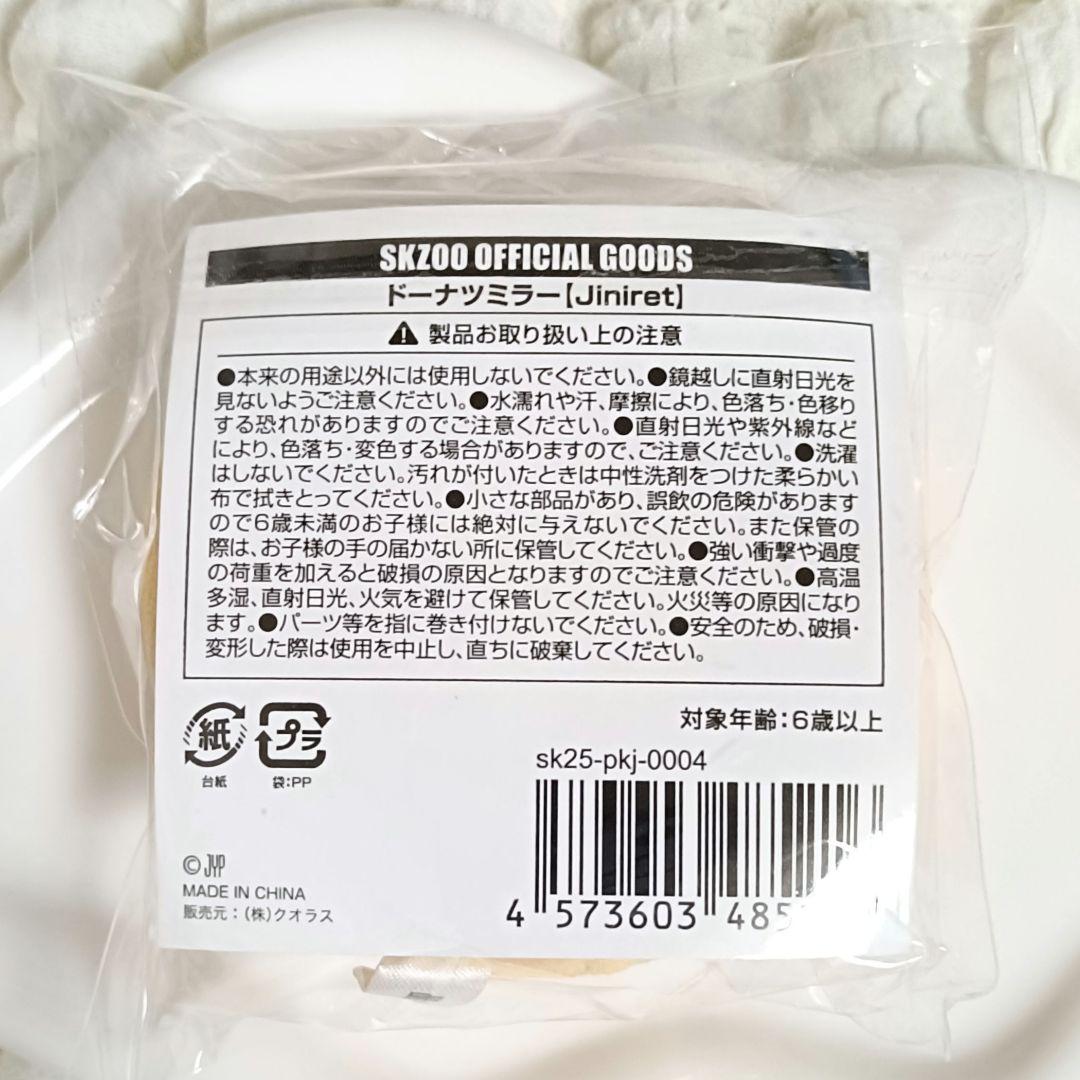 SKZOO OFFICIAL GOODS
ドーナツミラー【Jiniret】
製品お取り扱い上の注意
●本来の用途以外には使用しないでください。●鏡越しに直射日光を
見ないようご注意ください。●水濡れや汗、摩擦により、色落ち・色移り
する恐れがありますのでご注意ください。●直射日光や紫外線など
により、色落ち・変色する場合がありますので、ご注意ください。●洗濯
はしないでください。汚れが付いたときは中性洗剤をつけた柔らかい
布で拭きとってください。●小さな部品があり、誤飲の危険があります
ので6歳未満のお子様には絶対に与えないでください。また保管の
際は、お子様の手の届かない所に保管してください。●強い衝撃や過度
の荷重を加えると破損の原因となりますのでご注意ください。●高温
多湿、直射日光、火気を避けて保管してください。火災等の原因になり
ます。●パーツ等を指に巻き付けないでください。●安全のため、破損・
変形した際は使用を中止し、直ちに破棄してください。
対象年齢:6歳以上
紙
プラ
台紙
袋:PP
sk25-pkj-0004
© JYP
MADE IN CHINA
販売元:(株)クオラス
4 573603 485